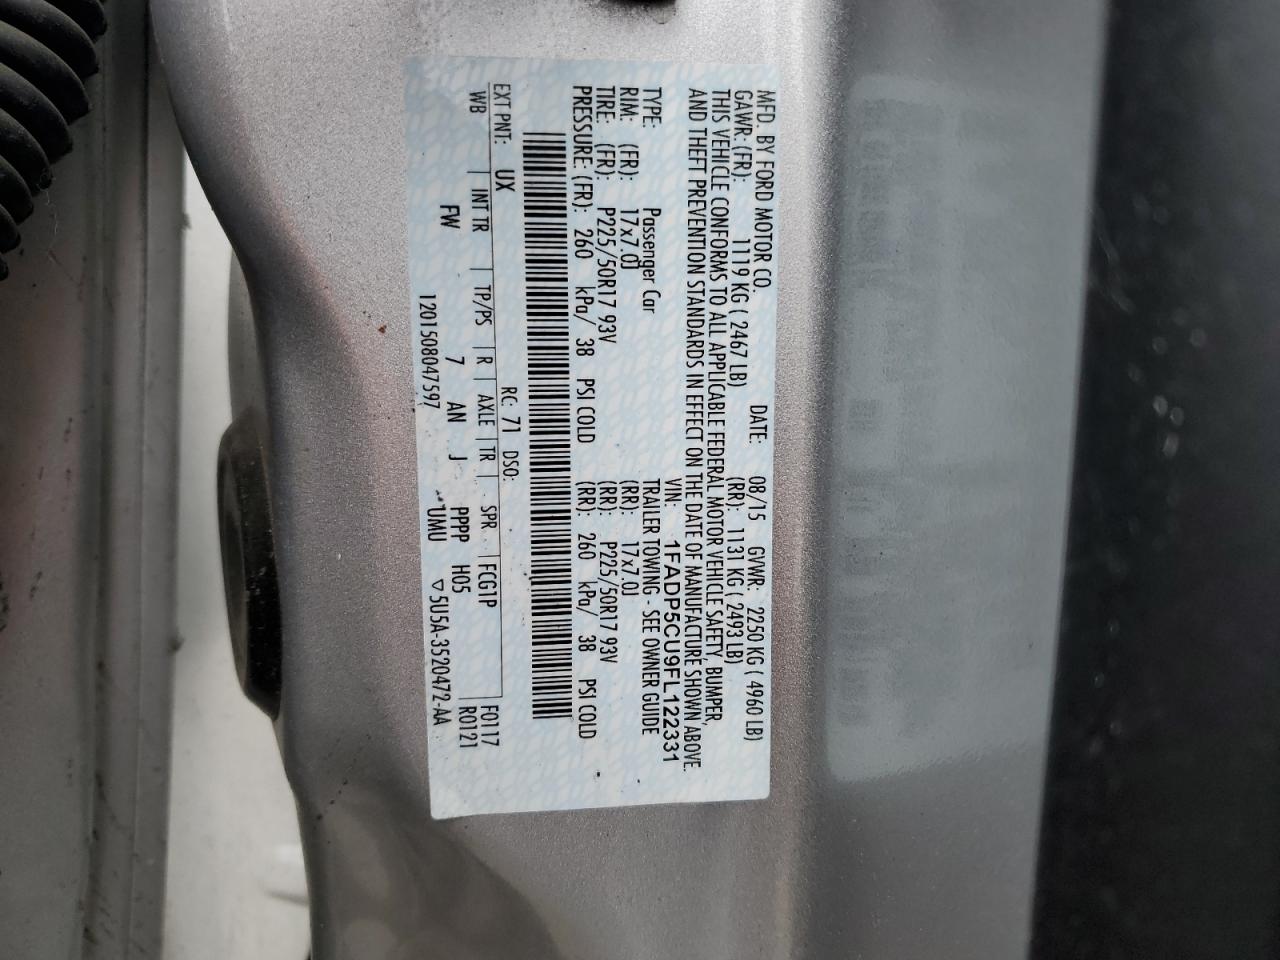 MFD. BY FORD MOTOR CO. DATE: 08/15 GVWR: 2250 KG ( 4960 LB)
GAWR: (FR): 1119 KG ( 2467 LB) (RR): 1131 KG ( 2493 LB)
THIS VEHICLE CONFORMS TO ALL APPLICABLE FEDERAL MOTOR VEHICLE SAFETY, BUMPER,
AND THEFT PREVENTION STANDARDS IN EFFECT ON THE DATE OF MANUFACTURE SHOWN ABOVE.
VIN: 1FADP5CU9FL122331
TYPE: Passenger Car TRAILER TOWING - SEE OWNER GUIDE
RIM: (FR): 17x7.0J (RR): 17x7.0J
TIRE: (FR): P225/50R17 93V (RR): P225/50R17 93V
PRESSURE: (FR): 260 kPa/ 38 PSI COLD (RR): 260 kPa/ 38 PSI COLD
EXT PNT: UX RC: 71 DSO: F0117
WB INT TR TP/PS R AXLE TR SPR FCG1P R0121
FW 7 AN J PPPP H05
1201508047597 UMU ▽5U5A-3520472-AA